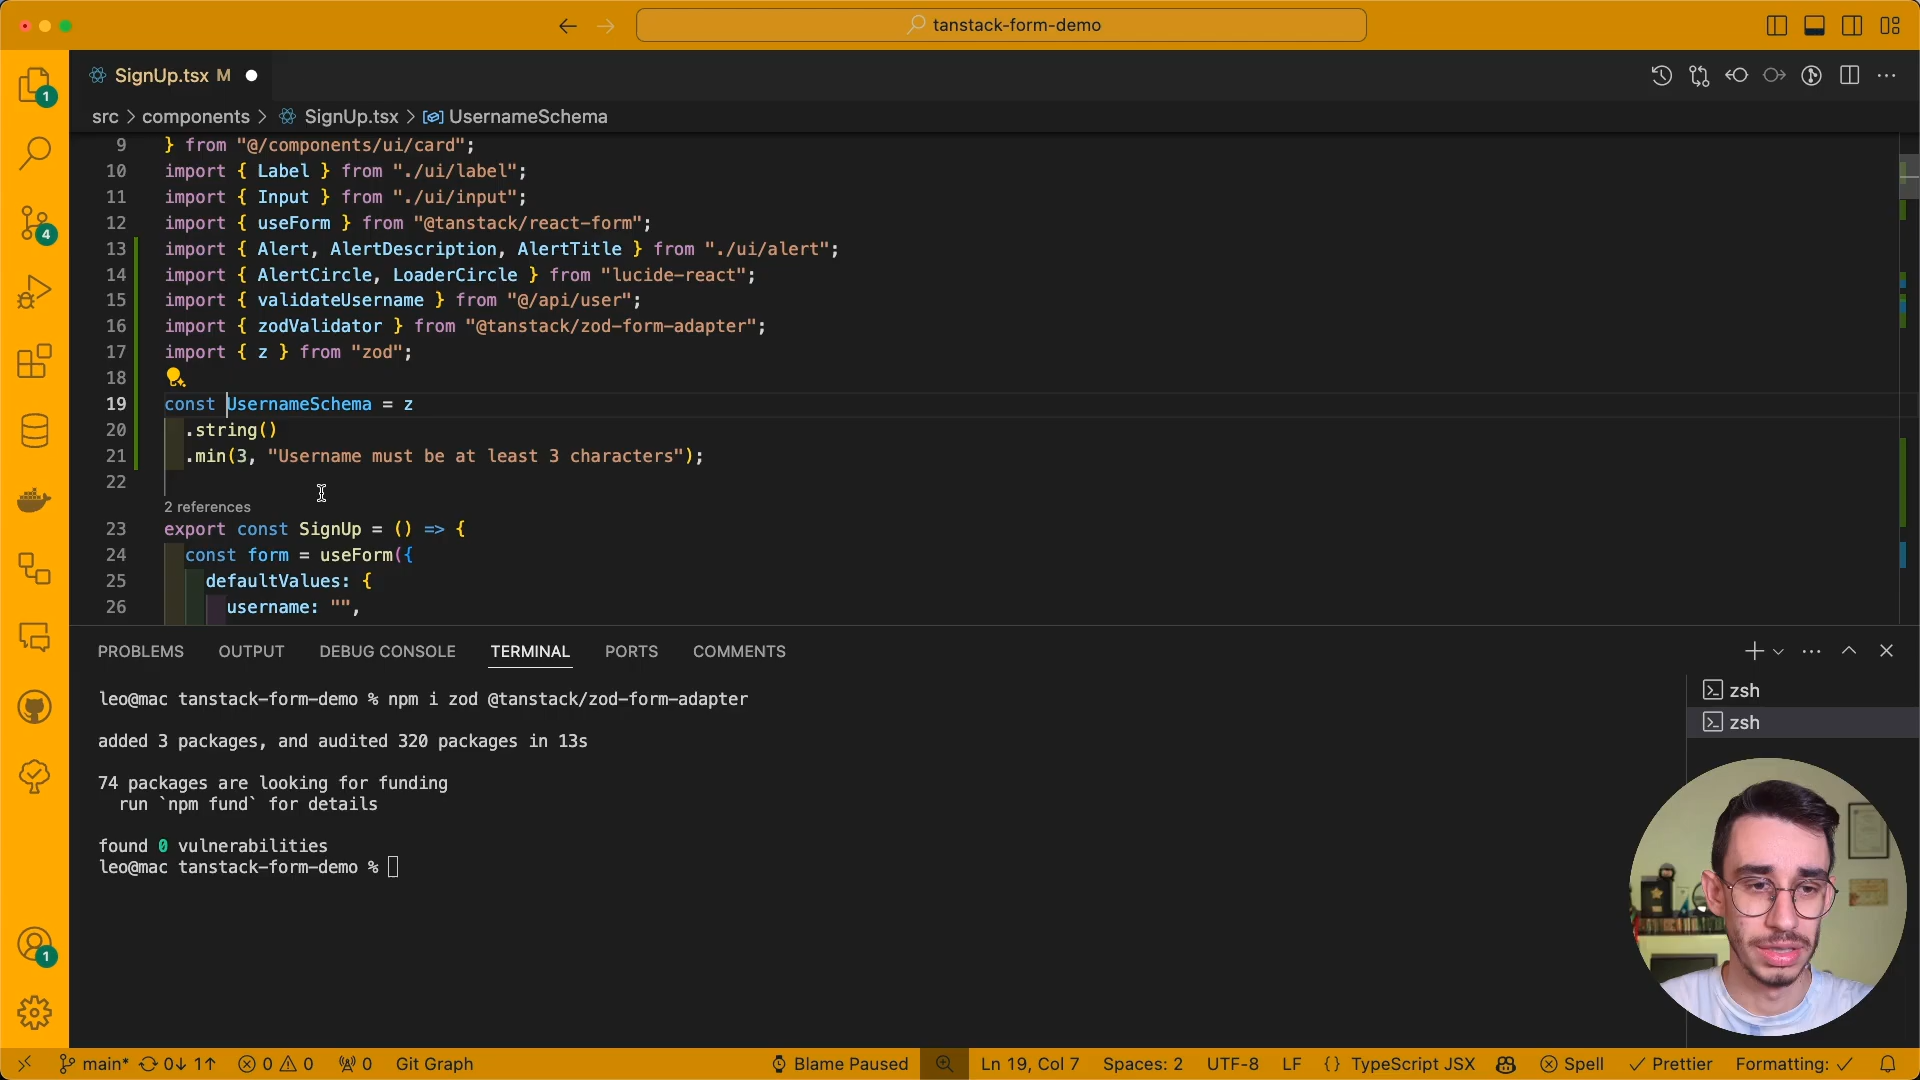 tanstack-form-demo
SignUp.tsx M
1
src > components > SignUp.tsx > UsernameSchema
9 } from "@/components/ui/card";
10 import { Label } from "./ui/label";
11 import { Input } from "./ui/input";
12 import { useForm } from "@tanstack/react-form";
13 import { Alert, AlertDescription, AlertTitle } from "./ui/alert";
14 import { AlertCircle, LoaderCircle } from "lucide-react";
15 import { validateUsername } from "@/api/user";
16 import { zodValidator } from "@tanstack/zod-form-adapter";
17 import { z } from "zod";
18
19 const UsernameSchema = z
20 .string()
21 .min(3, "Username must be at least 3 characters");
22
2 references
23 export const SignUp = () => {
24 const form = useForm({
25 defaultValues: {
26 username: "",
4
PROBLEMS OUTPUT DEBUG CONSOLE TERMINAL PORTS COMMENTS
leo@mac tanstack-form-demo % npm i zod @tanstack/zod-form-adapter
added 3 packages, and audited 320 packages in 13s
74 packages are looking for funding
run `npm fund` for details
found 0 vulnerabilities
leo@mac tanstack-form-demo %
zsh
zsh
1
main* 0↓ 1↑ 0 0 0 Git Graph Blame Paused Ln 19, Col 7 Spaces: 2 UTF-8 LF {} TypeScript JSX Spell Prettier Formatting: ✓